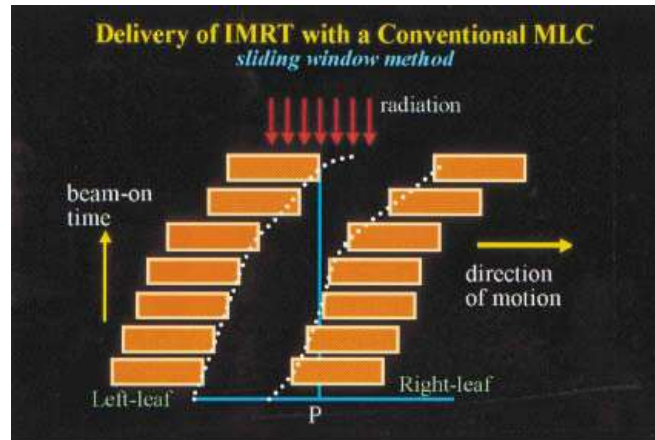 Delivery of IMRT with a Conventional MLC
sliding window method
radiation
beam-on
time
direction
of motion
Left-leaf
Right-leaf
P